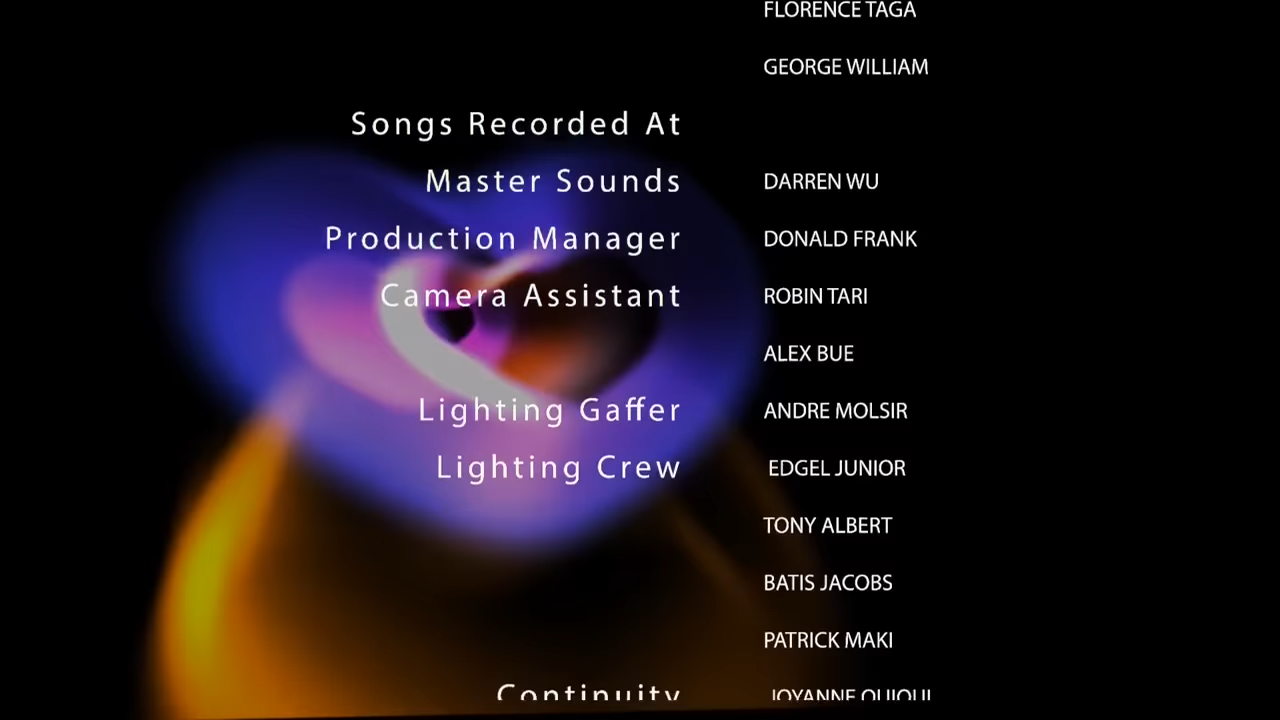 FLORENCE TAGA
GEORGE WILLIAM
Songs Recorded At
Master Sounds DARREN WU
Production Manager DONALD FRANK
Camera Assistant ROBIN TARI
ALEX BUE
Lighting Gaffer ANDRE MOLSIR
Lighting Crew EDGEL JUNIOR
TONY ALBERT
BATIS JACOBS
PATRICK MAKI
Continuity JOYANNE